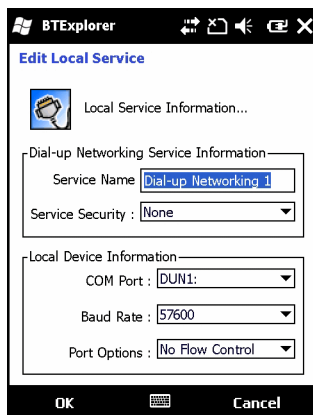 BTExplorer
Edit Local Service
Local Service Information...
Dial-up Networking Service Information
Service Name Dial-up Networking 1
Service Security : None
Local Device Information
COM Port : DUN1:
Baud Rate : 57600
Port Options : No Flow Control
OK Cancel